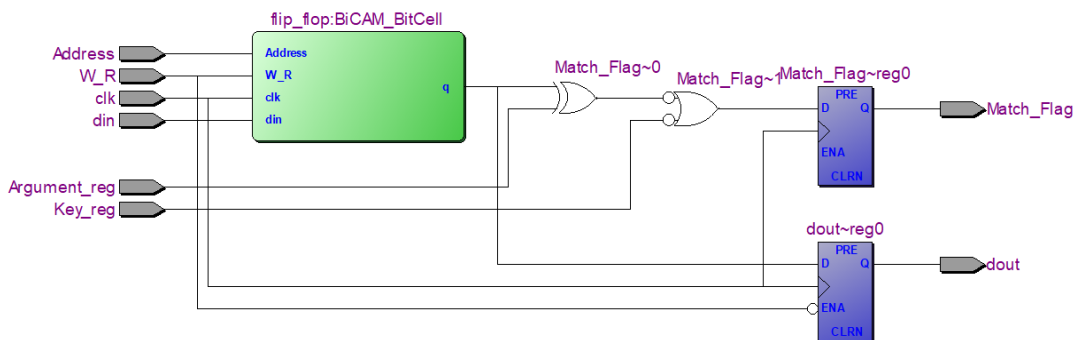 flip_flop:BiCAM_BitCell
Address
W_R
clk
din
Address
W_R
clk
din
q
Match_Flag~0
Match_Flag~1
Match_Flag~reg0
PRE
D
Q
ENA
CLRN
Match_Flag
Argument_reg
Key_reg
dout~reg0
PRE
D
Q
ENA
CLRN
dout